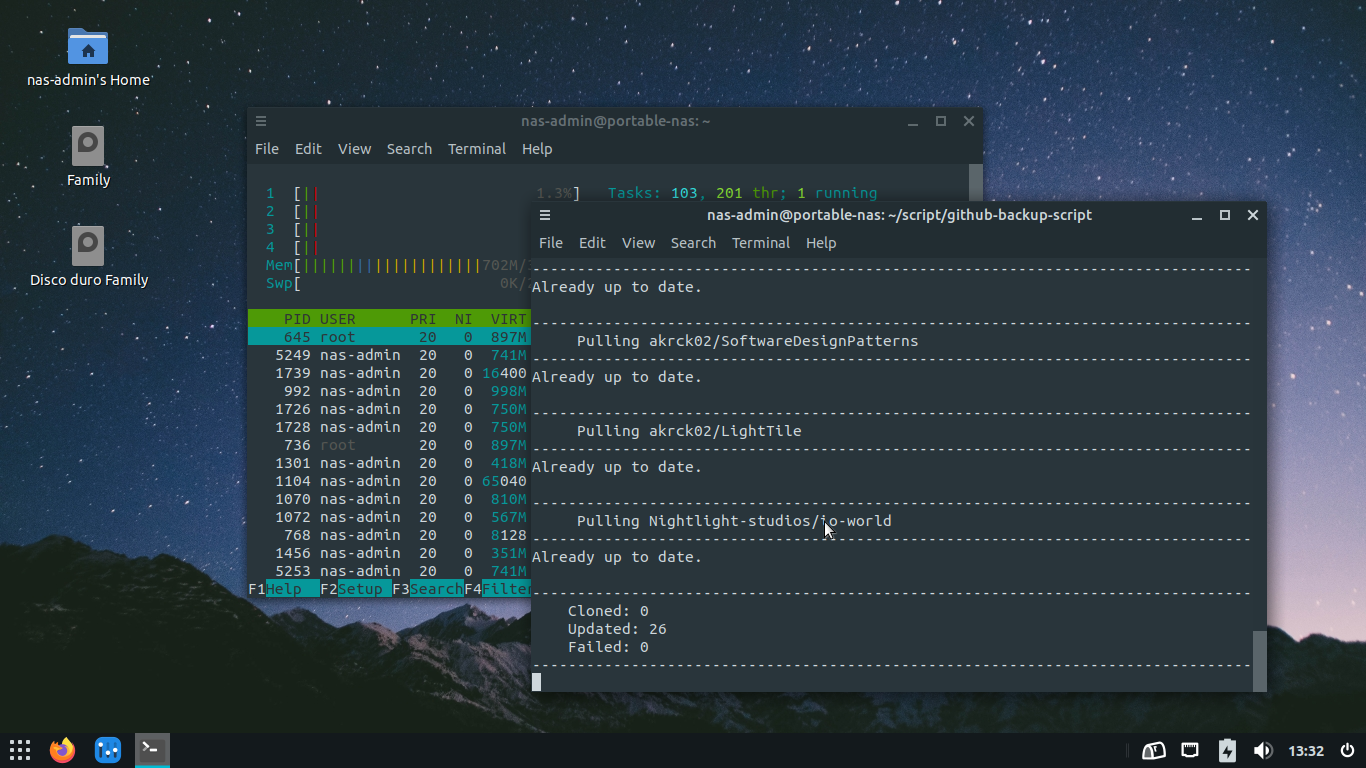 nas-admin's Home
Family
Disco duro Family
nas-admin@portable-nas: ~
File Edit View Search Terminal Help
1 [|| 1.3%] Tasks: 103, 201 thr; 1 running
2 [||
3 [||
4 [||
Mem[||||||||||||||||||||702M/
Swp[ 0K/
PID USER PRI NI VIRT
645 root 20 0 897M
5249 nas-admin 20 0 741M
1739 nas-admin 20 0 16400
992 nas-admin 20 0 998M
1726 nas-admin 20 0 750M
1728 nas-admin 20 0 750M
736 root 20 0 897M
1301 nas-admin 20 0 418M
1104 nas-admin 20 0 65040
1070 nas-admin 20 0 810M
1072 nas-admin 20 0 567M
768 nas-admin 20 0 8128
1456 nas-admin 20 0 351M
5253 nas-admin 20 0 741M
F1Help F2Setup F3SearchF4Filter
nas-admin@portable-nas: ~/script/github-backup-script
File Edit View Search Terminal Help
--------------------------------------------------------------------------------
Already up to date.
--------------------------------------------------------------------------------
Pulling akrck02/SoftwareDesignPatterns
--------------------------------------------------------------------------------
Already up to date.
--------------------------------------------------------------------------------
Pulling akrck02/LightTile
--------------------------------------------------------------------------------
Already up to date.
--------------------------------------------------------------------------------
Pulling Nightlight-studios/io-world
--------------------------------------------------------------------------------
Already up to date.
--------------------------------------------------------------------------------
Cloned: 0
Updated: 26
Failed: 0
--------------------------------------------------------------------------------
13:32